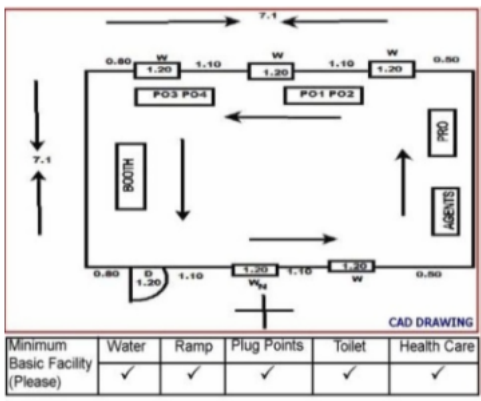 7.1
W W W
0.80 1.20 1.10 1.20 1.10 1.20 0.50
PO3 PO4 PO1 PO2
PRO
7.1
BOOTH
AGENTS
0.80 D 1.20 1.10 1.20 1.10 1.20 0.50
W N W
CAD DRAWING
Minimum Basic Facility (Please) Water Ramp Plug Points Toilet Health Care
✓ ✓ ✓ ✓ ✓